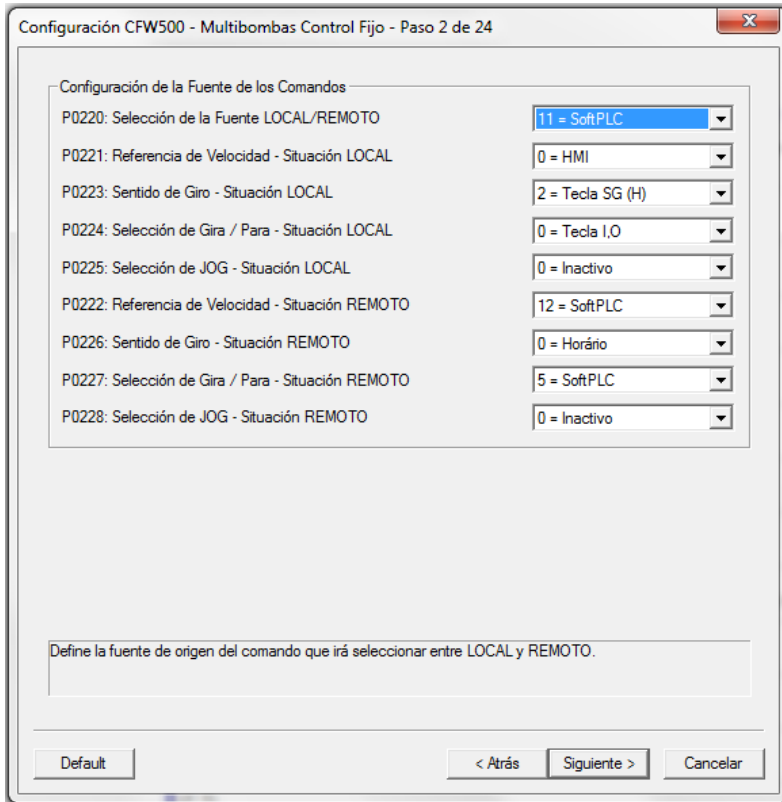 Configuración CFW500 - Multibombas Control Fijo - Paso 2 de 24
Configuración de la Fuente de los Comandos
P0220: Selección de la Fuente LOCAL/REMOTO 11 = SoftPLC
P0221: Referencia de Velocidad - Situación LOCAL 0 = HMI
P0223: Sentido de Giro - Situación LOCAL 2 = Tecla SG (H)
P0224: Selección de Gira / Para - Situación LOCAL 0 = Tecla I,O
P0225: Selección de JOG - Situación LOCAL 0 = Inactivo
P0222: Referencia de Velocidad - Situación REMOTO 12 = SoftPLC
P0226: Sentido de Giro - Situación REMOTO 0 = Horário
P0227: Selección de Gira / Para - Situación REMOTO 5 = SoftPLC
P0228: Selección de JOG - Situación REMOTO 0 = Inactivo
Define la fuente de origen del comando que irá seleccionar entre LOCAL y REMOTO.
Default < Atrás Siguiente > Cancelar